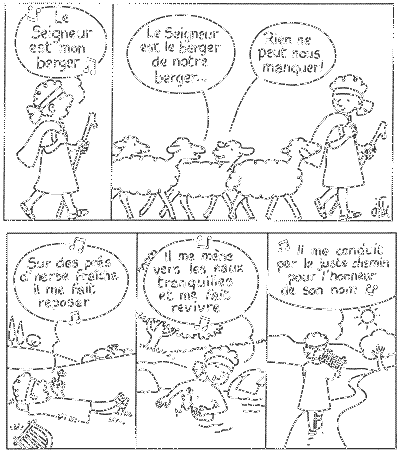 Le
Seigneur
est mon
berger
Le Seigneur
est le berger
de notre
berger...
Rien ne
peut nous
manquer!
Sur des prés
d'herbe fraîche
il me fait
reposer
Il me mène
vers les eaux
tranquilles
et me fait
revivre
Il me conduit
par le juste chemin
pour l'honneur
de son nom